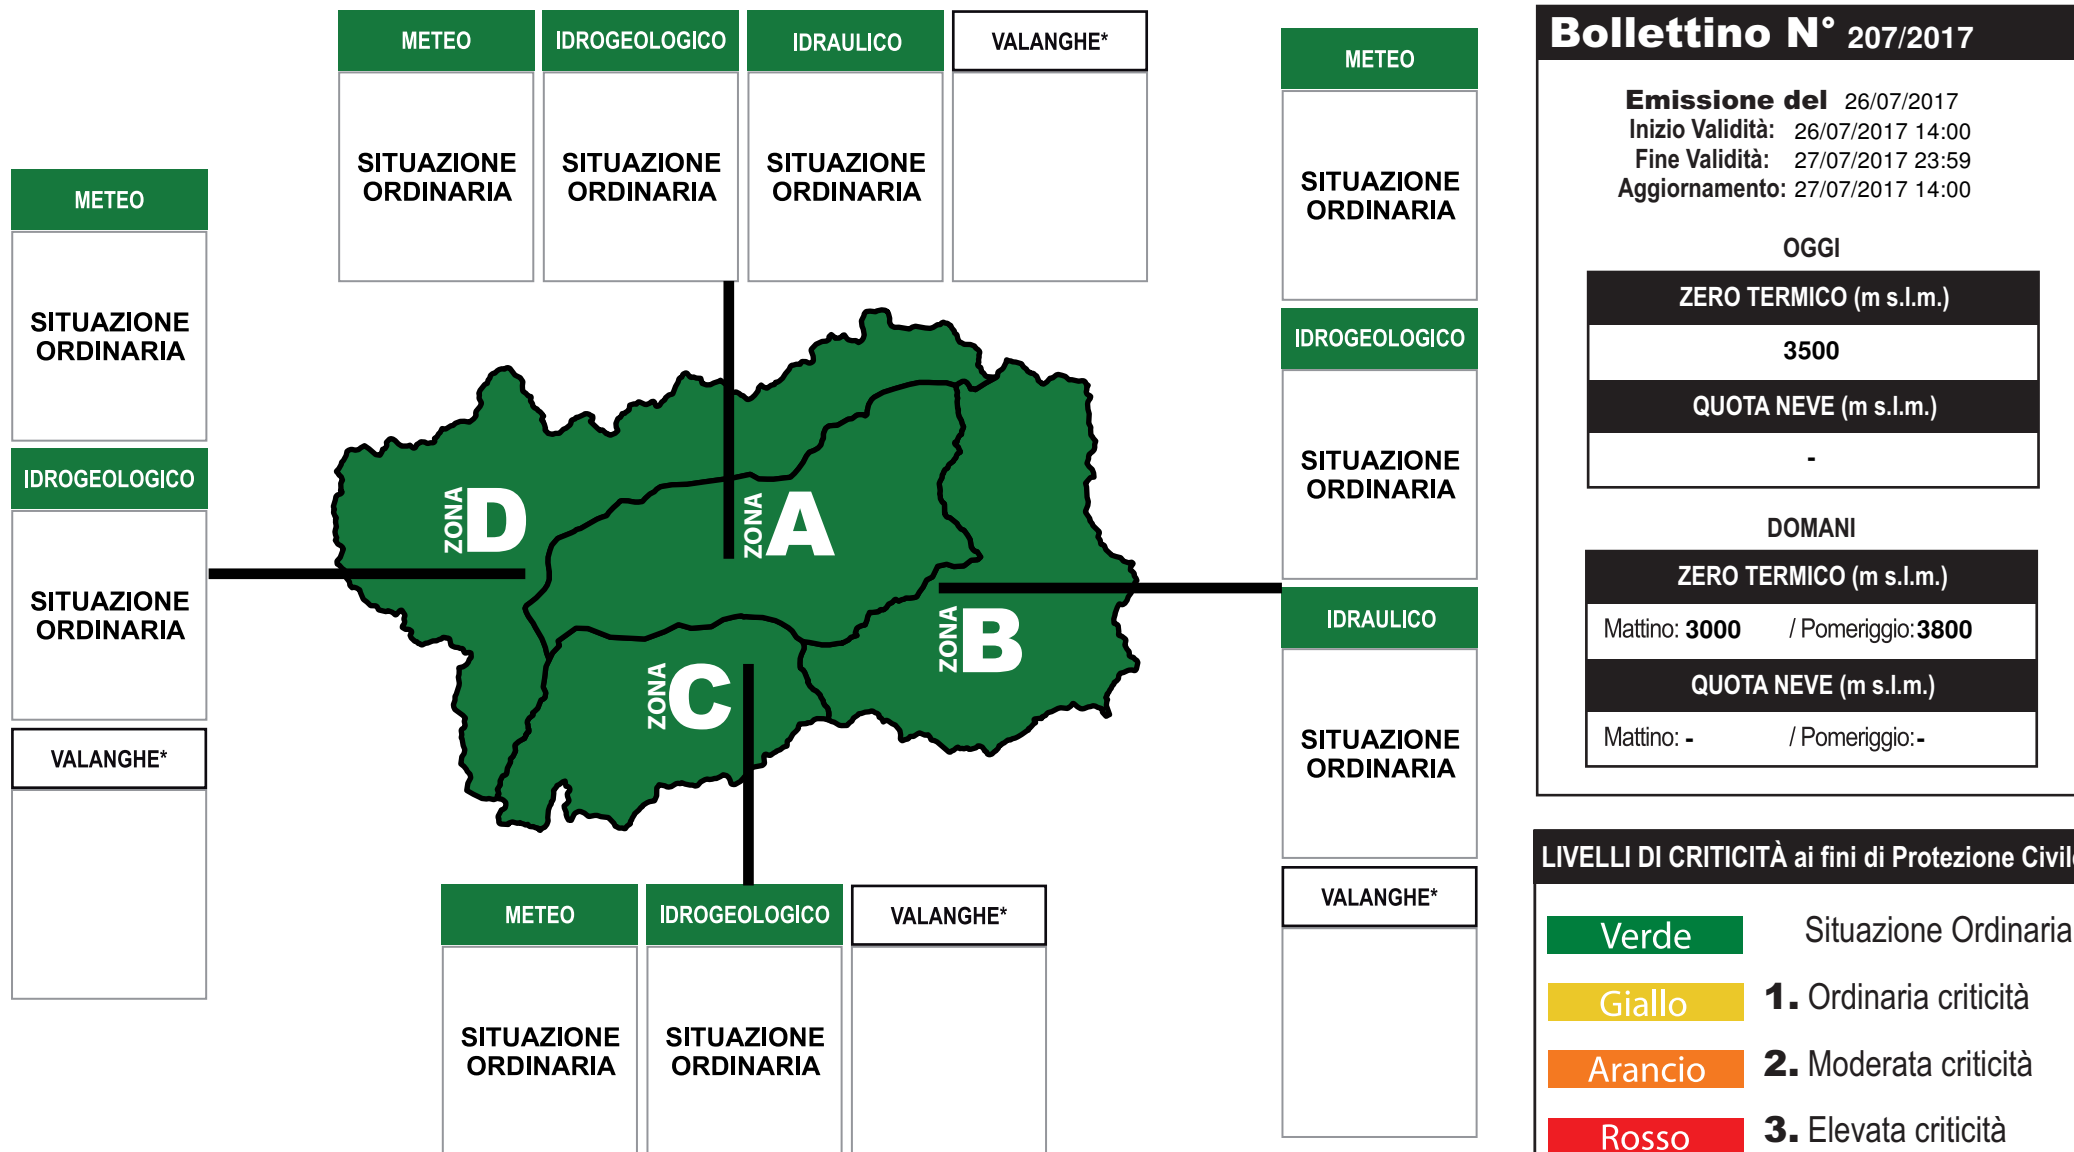 METEO
IDROGEOLOGICO
IDRAULICO
VALANGHE*
SITUAZIONE
ORDINARIA
SITUAZIONE
ORDINARIA
SITUAZIONE
ORDINARIA
METEO
SITUAZIONE
ORDINARIA
IDROGEOLOGICO
SITUAZIONE
ORDINARIA
VALANGHE*
ZONA D
ZONA A
ZONA B
ZONA C
METEO
SITUAZIONE
ORDINARIA
IDROGEOLOGICO
SITUAZIONE
ORDINARIA
IDRAULICO
SITUAZIONE
ORDINARIA
VALANGHE*
METEO
IDROGEOLOGICO
VALANGHE*
SITUAZIONE
ORDINARIA
SITUAZIONE
ORDINARIA
Bollettino N° 207/2017
Emissione del 26/07/2017
Inizio Validità: 26/07/2017 14:00
Fine Validità: 27/07/2017 23:59
Aggiornamento: 27/07/2017 14:00
OGGI
ZERO TERMICO (m s.l.m.)
3500
QUOTA NEVE (m s.l.m.)
-
DOMANI
ZERO TERMICO (m s.l.m.)
Mattino: 3000 / Pomeriggio: 3800
QUOTA NEVE (m s.l.m.)
Mattino: - / Pomeriggio: -
LIVELLI DI CRITICITÀ ai fini di Protezione Civile
Verde Situazione Ordinaria
Giallo 1. Ordinaria criticità
Arancio 2. Moderata criticità
Rosso 3. Elevata criticità